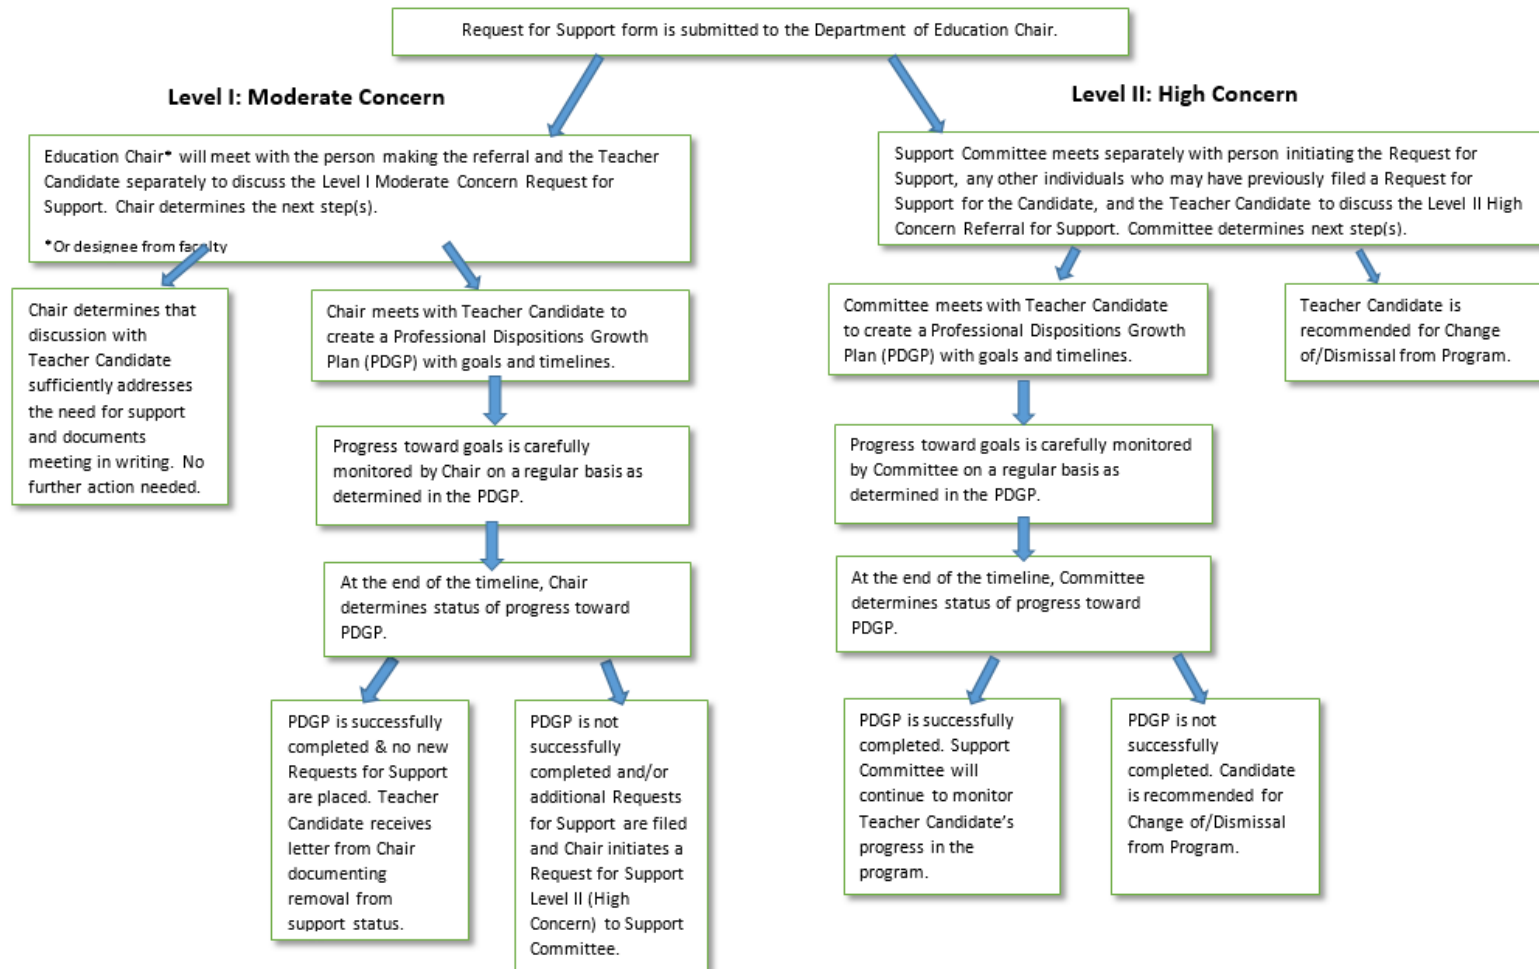 Request for Support form is submitted to the Department of Education Chair.
Level I: Moderate Concern
Level II: High Concern
Education Chair* will meet with the person making the referral and the Teacher
Candidate separately to discuss the Level I Moderate Concern Request for
Support. Chair determines the next step(s).
*Or designee from faculty
Support Committee meets separately with person initiating the Request for
Support, any other individuals who may have previously filed a Request for
Support for the Candidate, and the Teacher Candidate to discuss the Level II High
Concern Referral for Support. Committee determines next step(s).
Chair determines that
discussion with
Teacher Candidate
sufficiently addresses
the need for support
and documents
meeting in writing. No
further action needed.
Chair meets with Teacher Candidate to
create a Professional Dispositions Growth
Plan (PDGP) with goals and timelines.
Committee meets with Teacher Candidate
to create a Professional Dispositions Growth
Plan (PDGP) with goals and timelines.
Teacher Candidate is
recommended for Change
of/Dismissal from Program.
Progress toward goals is carefully
monitored by Chair on a regular basis as
determined in the PDGP.
Progress toward goals is carefully monitored
by Committee on a regular basis as
determined in the PDGP.
At the end of the timeline, Chair
determines status of progress toward
PDGP.
At the end of the timeline, Committee
determines status of progress toward
PDGP.
PDGP is successfully
completed & no new
Requests for Support
are placed. Teacher
Candidate receives
letter from Chair
documenting
removal from
support status.
PDGP is not
successfully
completed and/or
additional Requests
for Support are filed
and Chair initiates a
Request for Support
Level II (High
Concern) to Support
Committee.
PDGP is successfully
completed. Support
Committee will
continue to monitor
Teacher Candidate's
progress in the
program.
PDGP is not
successfully
completed. Candidate
is recommended for
Change of/Dismissal
from Program.